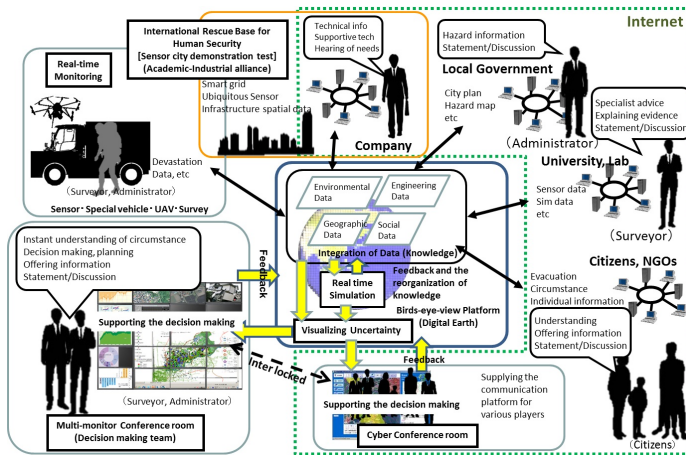 Internet
International Rescue Base for
Human Security
[Sensor city demonstration test]
(Academic-Industrial alliance)
Smart grid
Ubiquitous Sensor
Infrastructure spatial data
Real-time
Monitoring
Devastation
Data, etc
(Surveyor, Administrator)
Sensor・Special vehicle・UAV・Survey
Technical info
Supportive tech
Hearing of needs
Company
Hazard information
Statement/Discussion
Local Government
City plan
Hazard map
etc
(Administrator)
Specialist advice
Explaining evidence
Statement/Discussion
University, Lab
Sensor data
Sim data
etc
(Surveyor)
Citizens, NGOs
Evacuation
Circumstance
Individual information
Understanding
Offering information
Statement/Discussion
(Citizens)
Environmental
Data
Engineering
Data
Geographic
Data
Social
Data
Integration of Data (Knowledge)
Real time
Simulation
Feedback and the
reorganization of
knowledge
Birds-eye-view Platform
(Digital Earth)
Visualizing Uncertainty
Feedback
Feedback
Instant understanding of circumstance
Decision making, planning
Offering information
Statement/Discussion
Supporting the decision making
(Surveyor, Administrator)
Multi-monitor Conference room
(Decision making team)
Inter locked
Supporting the decision making
Cyber Conference room
Supplying the
communication
platform for
various players